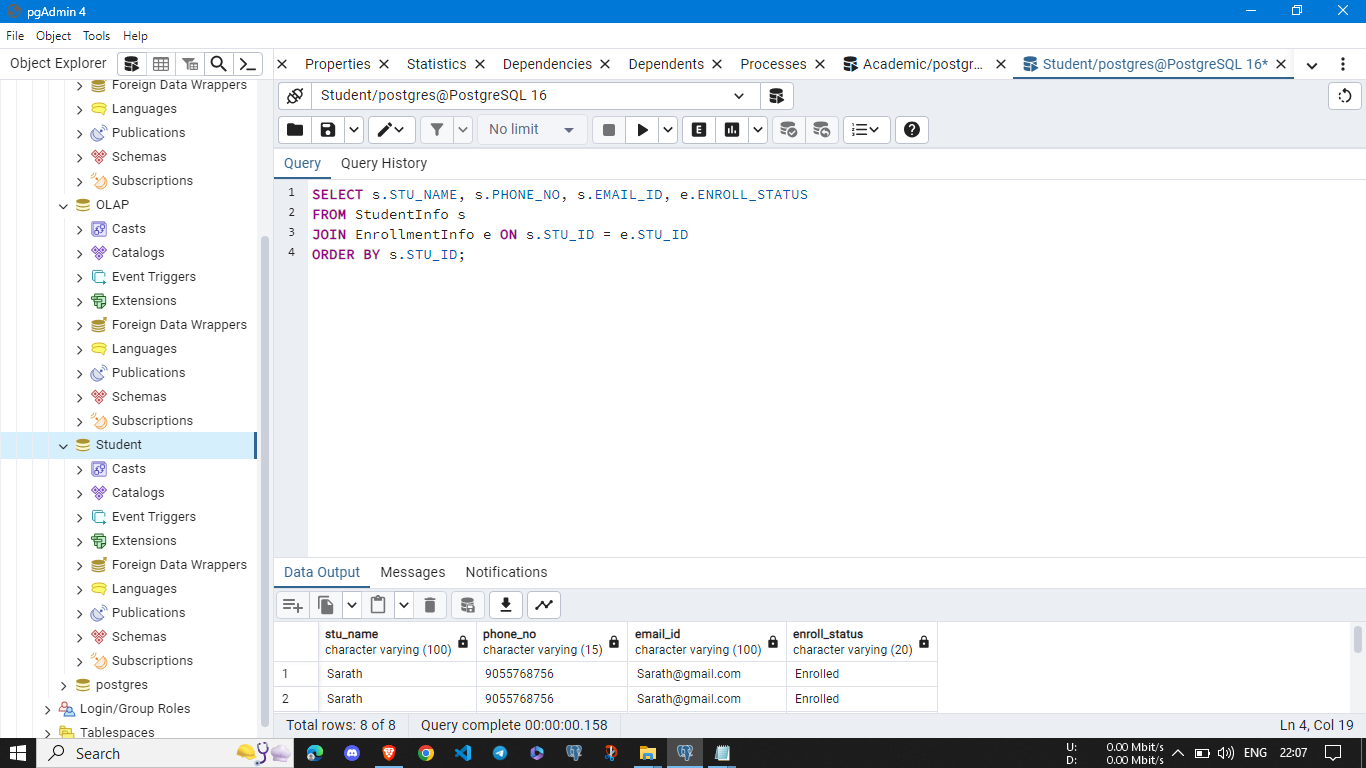 pgAdmin 4
File Object Tools Help
Object Explorer
Properties Statistics Dependencies Dependents Processes Academic/postgr... Student/postgres@PostgreSQL 16*
Foreign Data Wrappers
Languages
Publications
Schemas
Subscriptions
OLAP
Casts
Catalogs
Event Triggers
Extensions
Foreign Data Wrappers
Languages
Publications
Schemas
Subscriptions
Student
Casts
Catalogs
Event Triggers
Extensions
Foreign Data Wrappers
Languages
Publications
Schemas
Subscriptions
postgres
Login/Group Roles
Tablespaces
Student/postgres@PostgreSQL 16
No limit
E
Query Query History
1 SELECT s.STU_NAME, s.PHONE_NO, s.EMAIL_ID, e.ENROLL_STATUS
2 FROM StudentInfo s
3 JOIN EnrollmentInfo e ON s.STU_ID = e.STU_ID
4 ORDER BY s.STU_ID;
Data Output Messages Notifications
stu_name phone_no email_id enroll_status
character varying (100) character varying (15) character varying (100) character varying (20)
1 Sarath 9055768756 Sarath@gmail.com Enrolled
2 Sarath 9055768756 Sarath@gmail.com Enrolled
Total rows: 8 of 8 Query complete 00:00:00.158 Ln 4, Col 19
Search
U: 0.00 Mbit/s
D: 0.00 Mbit/s
ENG 22:07